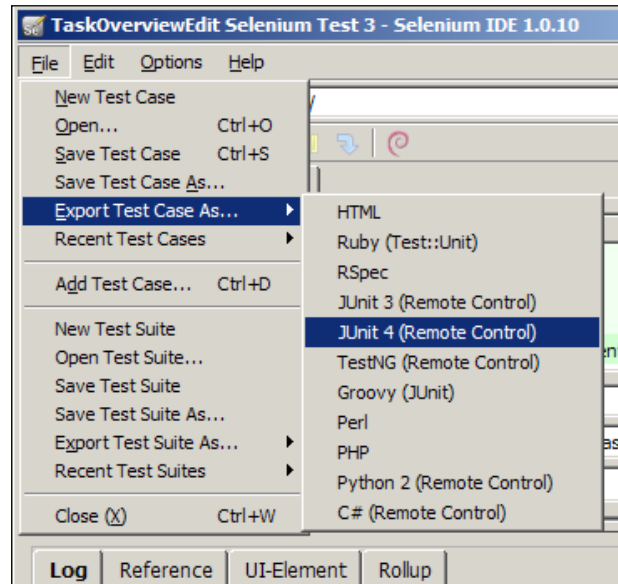 TaskOverviewEdit Selenium Test 3 - Selenium IDE 1.0.10
File Edit Options Help
New Test Case
Open... Ctrl+O
Save Test Case Ctrl+S
Save Test Case As...
Export Test Case As...
Recent Test Cases
Add Test Case... Ctrl+D
New Test Suite
Open Test Suite...
Save Test Suite
Save Test Suite As...
Export Test Suite As...
Recent Test Suites
Close (X) Ctrl+W
/
HTML
Ruby (Test::Unit)
RSpec
JUnit 3 (Remote Control)
JUnit 4 (Remote Control)
TestNG (Remote Control)
Groovy (JUnit)
Perl
PHP
Python 2 (Remote Control)
C# (Remote Control)
Log Reference UI-Element Rollup